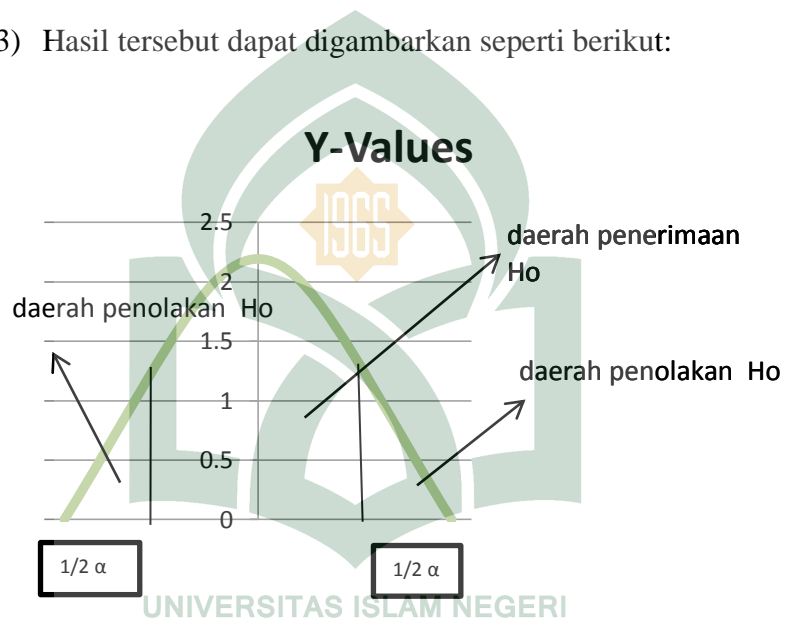 3) Hasil tersebut dapat digambarkan seperti berikut:
Y-Values
1965
2.5
daerah penerimaan
Ho
2
daerah penolakan Ho
1.5
daerah penolakan Ho
1
0.5
0
1/2 α
1/2 α
UNIVERSITAS ISLAM NEGERI